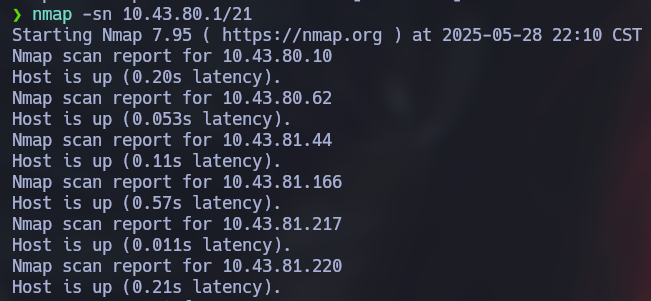 ❯ nmap -sn 10.43.80.1/21
Starting Nmap 7.95 ( https://nmap.org ) at 2025-05-28 22:10 CST
Nmap scan report for 10.43.80.10
Host is up (0.20s latency).
Nmap scan report for 10.43.80.62
Host is up (0.053s latency).
Nmap scan report for 10.43.81.44
Host is up (0.11s latency).
Nmap scan report for 10.43.81.166
Host is up (0.57s latency).
Nmap scan report for 10.43.81.217
Host is up (0.011s latency).
Nmap scan report for 10.43.81.220
Host is up (0.21s latency).